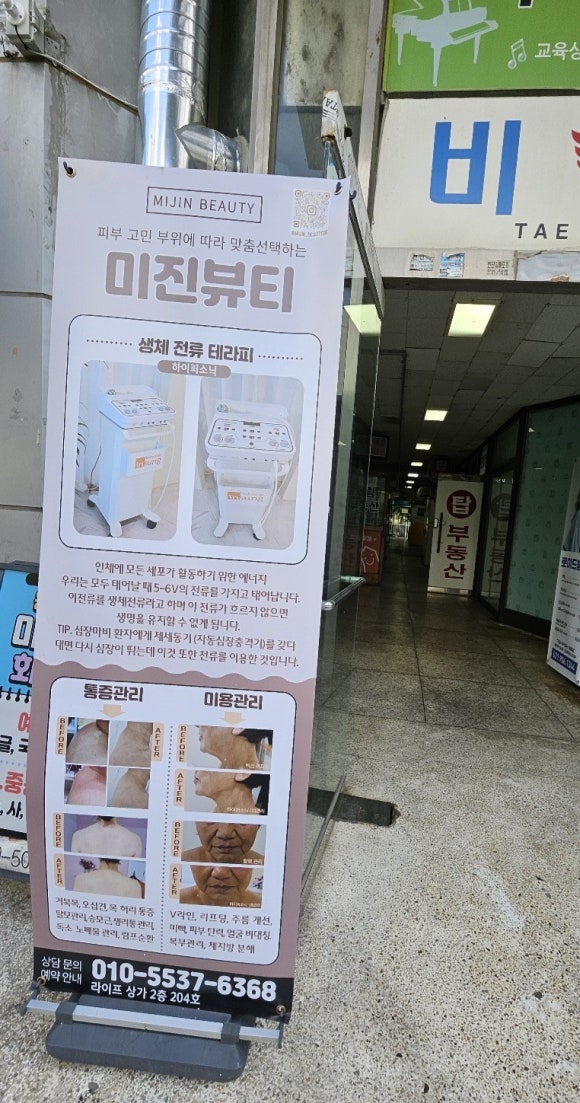 교육상
비
TAE
MIJIN BEAUTY
피부 고민 부위에 따라 맞춤선택하는
미진뷰티
생체 전류 테라피
하이퍼소닉
인체에 모든 세포가 활동하기 위한 에너지
우리는 모두 태어날 때 5~6V의 전류를 가지고 태어납니다.
이전류를 생체전류라고 하며 이 전류가 흐르지 않으면
생명을 유지할 수 없게 됩니다.
TIP. 심장마비 환자에게 제세동기(자동심장충격기)를 갖다
대면 다시 심장이 뛰는데 이것 또한 전류를 이용한 것입니다.
통증관리
미용관리
BEFORE
AFTER
BEFORE
AFTER
BEFORE
AFTER
BEFORE
AFTER
거북목, 오십견, 목 허리 통증
탈모관리, 승모근, 생리통관리,
독소 노폐물 관리, 림프순환
V라인, 리프팅, 주름 개선,
미백, 피부 탄력, 얼굴 비대칭,
복부관리, 체지방 분해
상담 문의
예약 안내
010-5537-6368
라이프 상가 2층 204호
탑
부동산